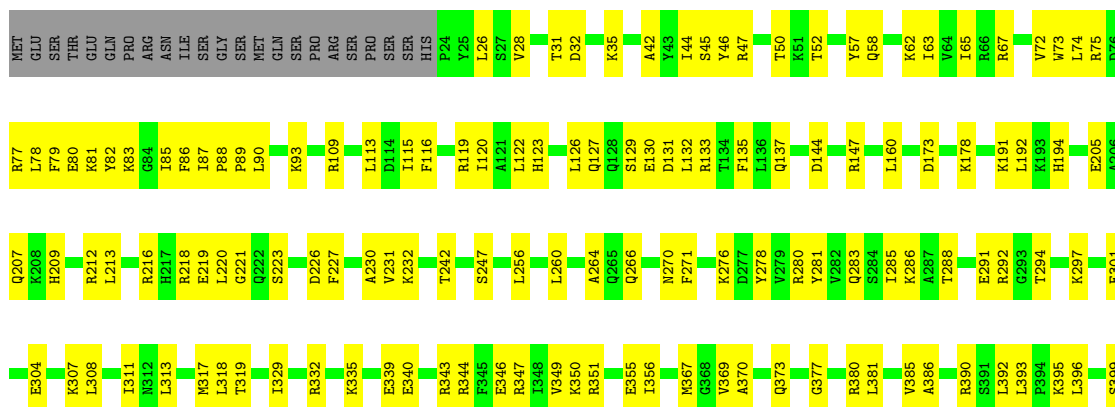 MET GLU SER THR GLU GLN PRO ARG ASN ILE SER GLY SER MET GLN SER PRO ARG SER PRO SER SER HIS P24 Y25 L26 S27 V28 T31 D32 K35 A42 Y43 I44 S45 Y46 R47 T50 K51 T52 Y57 Q58 K62 I63 V64 I65 R66 R67 V72 W73 L74 R75 D76
R77 L78 F79 E80 K81 Y82 K83 G84 I85 F86 I87 P88 P89 L90 K93 R109 L113 D114 I115 F116 R119 I120 A121 L122 H123 L126 Q127 Q128 S129 E130 D131 L132 R133 T134 F135 L136 Q137 D144 R147 L160 D173 K178 K191 L192 K193 H194 E205 A206
Q207 K208 H209 R212 L213 R216 H217 R218 E219 L220 G221 Q222 S223 D226 F227 A230 V231 K232 T242 S247 L256 L260 A264 Q265 Q266 N270 F271 K276 D277 Y278 V279 R280 Y281 V282 Q283 S284 I285 K286 A287 T288 E291 R292 G293 T294 K297
E304 K307 L308 I311 N312 L313 M317 L318 T319 I329 R332 K335 E339 E340 R343 R344 F345 E346 R347 I348 V349 K350 R351 E355 I356 M367 G368 V369 A370 Q373 G377 R380 L381 V385 A386 R390 S391 L392 L393 P394 K395 L396